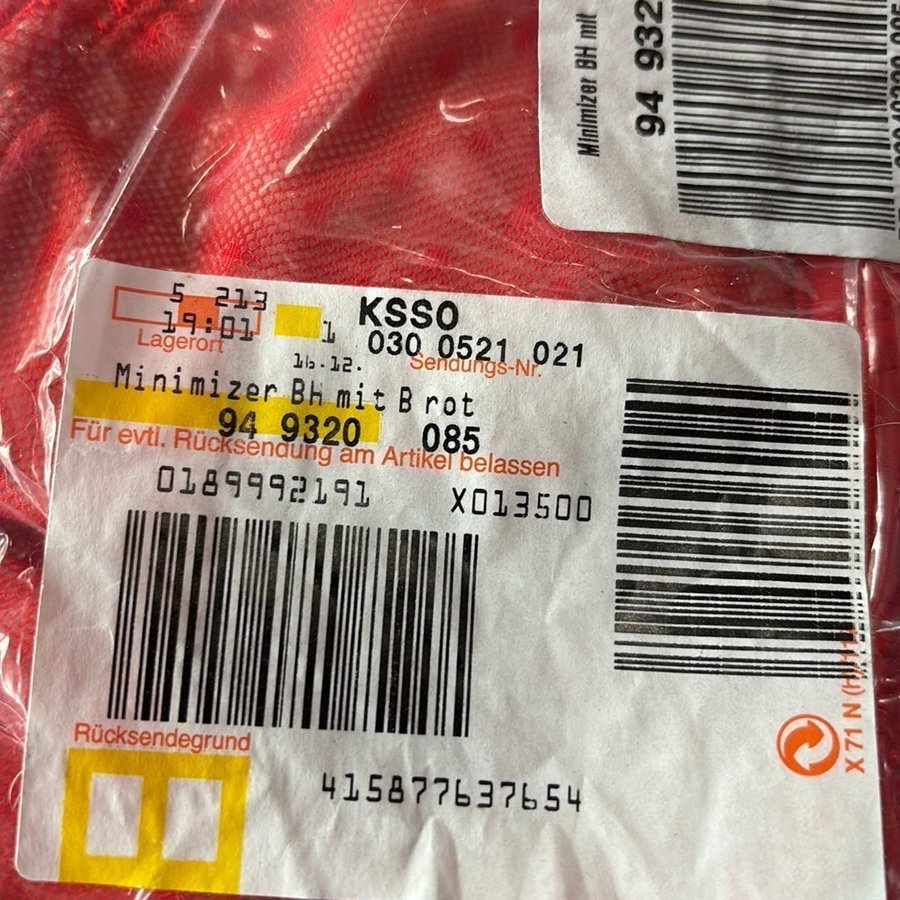 Minimizer BH mit
94 932
5 213
19:01
1
KSSO
Lagerort
030 0521 021
16.12.
Sendungs-Nr.
Minimizer BH mit B rot
94 9320 085
Für evtl. Rücksendung am Artikel belassen
0189992191 X013500
Rücksendegrund
415877637654
X 71 N